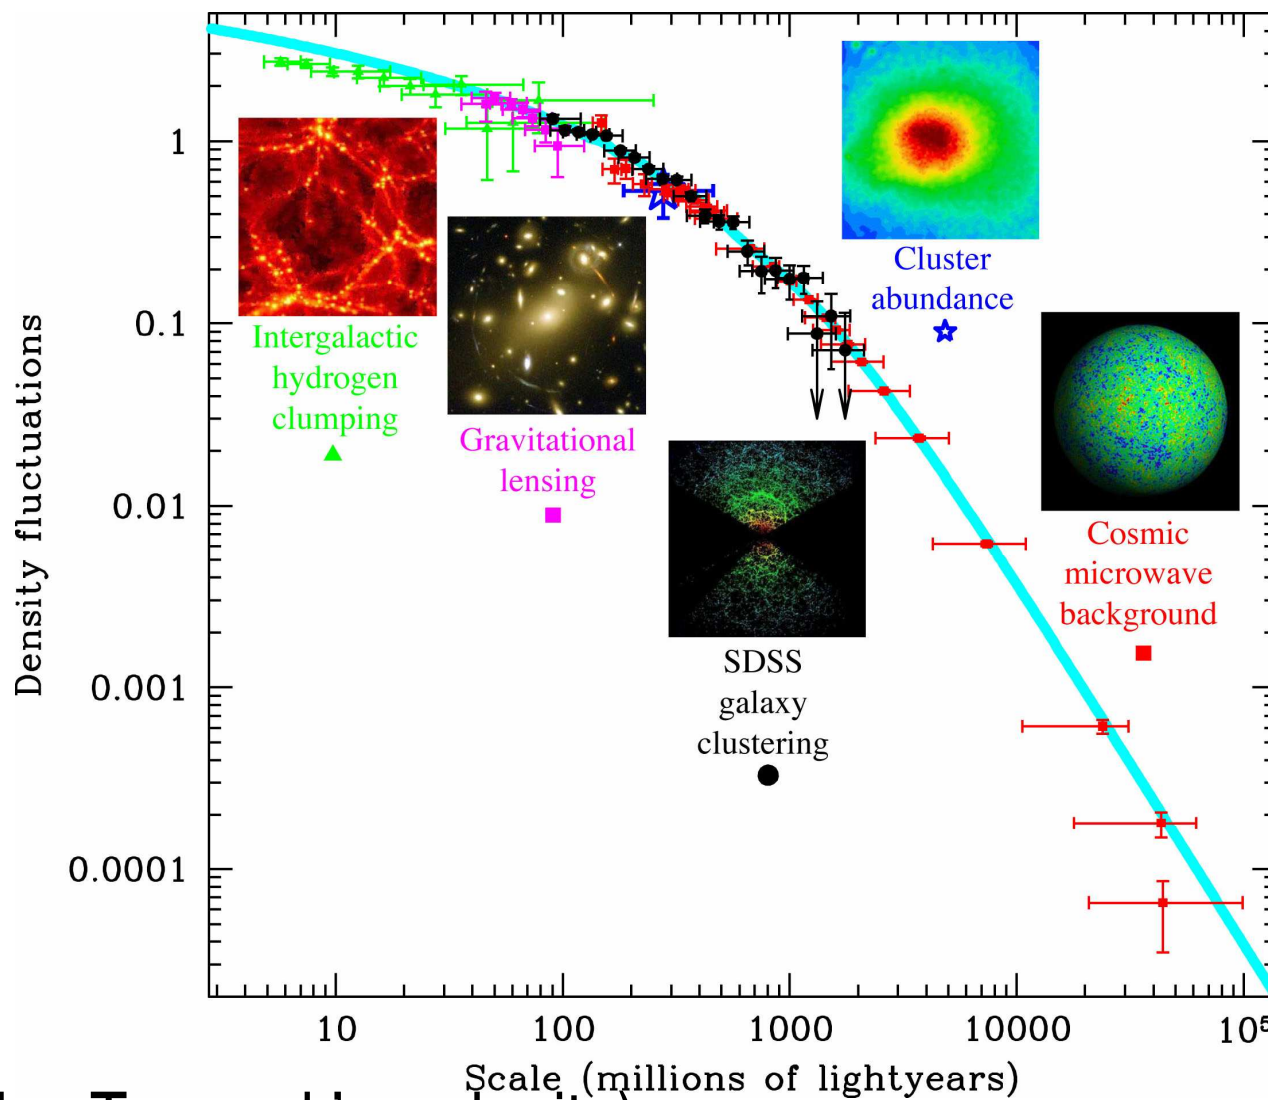 1
0.1
0.01
0.001
0.0001
Density fluctuations
Intergalactic
hydrogen
clumping
Gravitational
lensing
Cluster
abundance
SDSS
galaxy
clustering
Cosmic
microwave
background
10
100
1000
10000
10⁵
Scale (millions of lightyears)